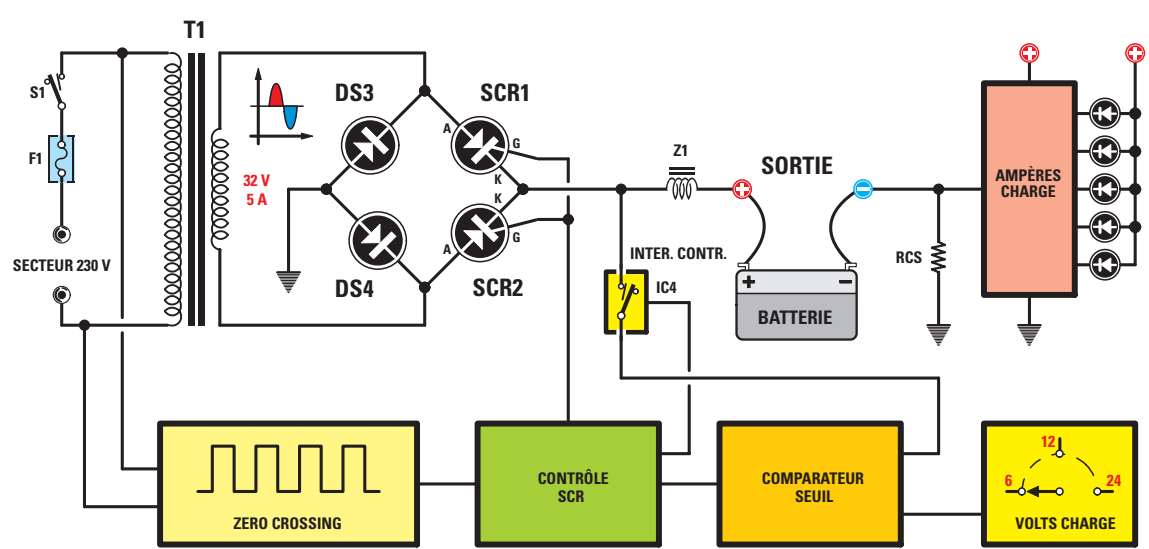 T1
S1
F1
SECTEUR 230 V
32 V
5 A
DS3
SCR1
A
G
K
K
A
G
DS4
SCR2
Z1
SORTIE
+
−
INTER. CONTR.
IC4
+ −
BATTERIE
RCS
+
+
AMPÈRES
CHARGE
ZERO CROSSING
CONTRÔLE
SCR
COMPARATEUR
SEUIL
12
6
24
VOLTS CHARGE